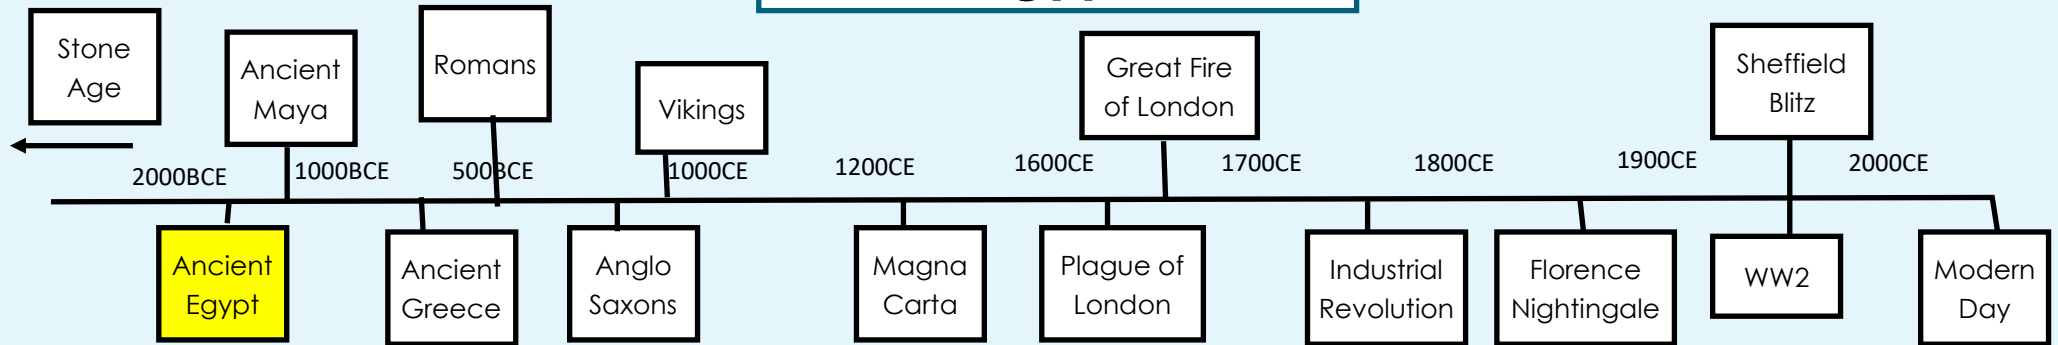 Stone
Age
Ancient
Maya
Romans
Vikings
Great Fire
of London
Sheffield
Blitz
2000BCE
1000BCE
500BCE
1000CE
1200CE
1600CE
1700CE
1800CE
1900CE
2000CE
Ancient
Egypt
Ancient
Greece
Anglo
Saxons
Magna
Carta
Plague of
London
Industrial
Revolution
Florence
Nightingale
WW2
Modern
Day